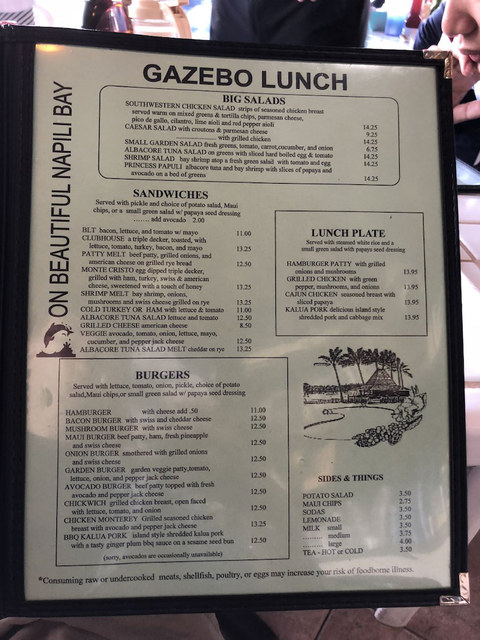 GAZEBO LUNCH
ON BEAUTIFUL NAPILI BAY
BIG SALADS
SOUTHWESTERN CHICKEN SALAD strips of seasoned chicken breast
served warm on mixed greens & tortilla chips, parmesan cheese,
pico de gallo, cilantro, lime aioli and red pepper aioli 14.25
CAESAR SALAD with croutons & parmesan cheese 9.25
with grilled chicken 14.25
SMALL GARDEN SALAD fresh greens, tomato, carrot,cucumber, and onion 6.75
ALBACORE TUNA SALAD on greens with sliced hard boiled egg & tomato 14.25
SHRIMP SALAD bay shrimp atop a fresh green salad with tomato and egg 14.25
PRINCESS PAPULI albacore tuna and bay shrimp with slices of papaya and
avocado on a bed of greens 14.25
SANDWICHES
Served with pickle and choice of potato salad, Maui
chips, or a small green salad w/ papaya seed dressing
........ add avocado 2.00
BLT bacon, lettuce, and tomato w/ mayo 11.00
CLUBHOUSE a triple decker, toasted, with
lettuce, tomato, turkey, bacon, and mayo 13.25
PATTY MELT beef patty, grilled onions, and
american cheese on grilled rye bread 12.50
MONTE CRISTO egg dipped triple decker,
grilled with ham, turkey, swiss & american
cheese, sweetened with a touch of honey 13.25
SHRIMP MELT bay shrimp, onions,
mushrooms and swiss cheese grilled on rye 13.25
COLD TURKEY OR HAM with lettuce & tomato 11.00
ALBACORE TUNA SALAD lettuce and tomato 12.50
GRILLED CHEESE american cheese 8.50
VEGGIE avocado, tomato, onion, lettuce, mayo,
cucumber, and pepper jack cheese 12.50
ALBACORE TUNA SALAD MELT cheddar on rye 13.25
LUNCH PLATE
Served with steamed white rice and a
small green salad with papaya seed dressing
HAMBURGER PATTY with grilled
onions and mushrooms 13.95
GRILLED CHICKEN with green
pepper, mushrooms, and onions 13.95
CAJUN CHICKEN seasoned breast with
sliced papaya 13.95
KALUA PORK delicious island style
shredded pork and cabbage mix 13.95
BURGERS
Served with lettuce, tomato, onion, pickle, choice of potato
salad,Maui chips,or small green salad w/ papaya seed dressing
HAMBURGER with cheese add .50 11.00
BACON BURGER with swiss and cheddar cheese 12.50
MUSHROOM BURGER with swiss cheese 12.50
MAUI BURGER beef patty, ham, fresh pineapple
and swiss cheese 12.50
ONION BURGER smothered with grilled onions
and swiss cheese 12.50
GARDEN BURGER garden veggie patty,tomato,
lettuce, onion, and pepper jack cheese 12.50
AVOCADO BURGER beef patty topped with fresh
avocado and pepper jack cheese 12.50
CHICKWICH grilled chicken breast, open faced
with lettuce, tomato, and onion 12.50
CHICKEN MONTEREY Grilled seasoned chicken
breast with avocado and pepper jack cheese 13.25
BBQ KALUA PORK island style shredded kalua pork
with a tasty ginger plum bbq sauce on a sesame seed bun 12.50
(sorry, avocados are occasionally unavailable)
SIDES & THINGS
POTATO SALAD 3.50
MAUI CHIPS 2.75
SODAS 3.50
LEMONADE 3.50
MILK small 3.50
........ medium 3.75
........ large 4.00
TEA - HOT or COLD 3.50
*Consuming raw or undercooked meats, shellfish, poultry, or eggs may increase your risk of foodborne illness.